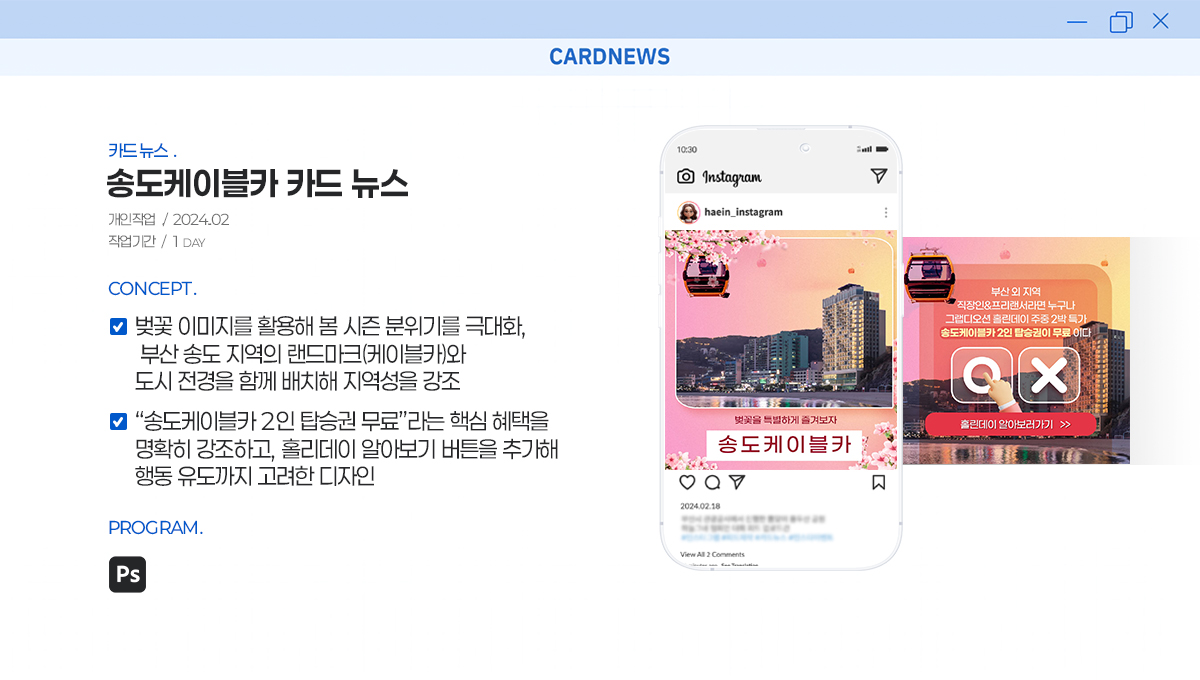 CARDNEWS
카드뉴스 .
송도케이블카 카드 뉴스
개인작업 / 2024.02
작업기간 / 1 DAY
CONCEPT.
벚꽃 이미지를 활용해 봄 시즌 분위기를 극대화,
부산 송도 지역의 랜드마크(케이블카)와
도시 전경을 함께 배치해 지역성을 강조
“송도케이블카 2인 탑승권 무료”라는 핵심 혜택을
명확히 강조하고, 홀리데이 알아보기 버튼을 추가해
행동 유도까지 고려한 디자인
PROGRAM.
Ps
10:30
Instagram
haein_instagram
벚꽃을 특별하게 즐겨보자
송도케이블카
2024.02.18
View All 2 Comments
See Translation
부산 외 지역
직장인&프리랜서라면 누구나
그랩디오션 홀린데이 주중 2박 특가
송도케이블카 2인 탑승권이 무료 이다
O X
홀린데이 알아보러가기 >>